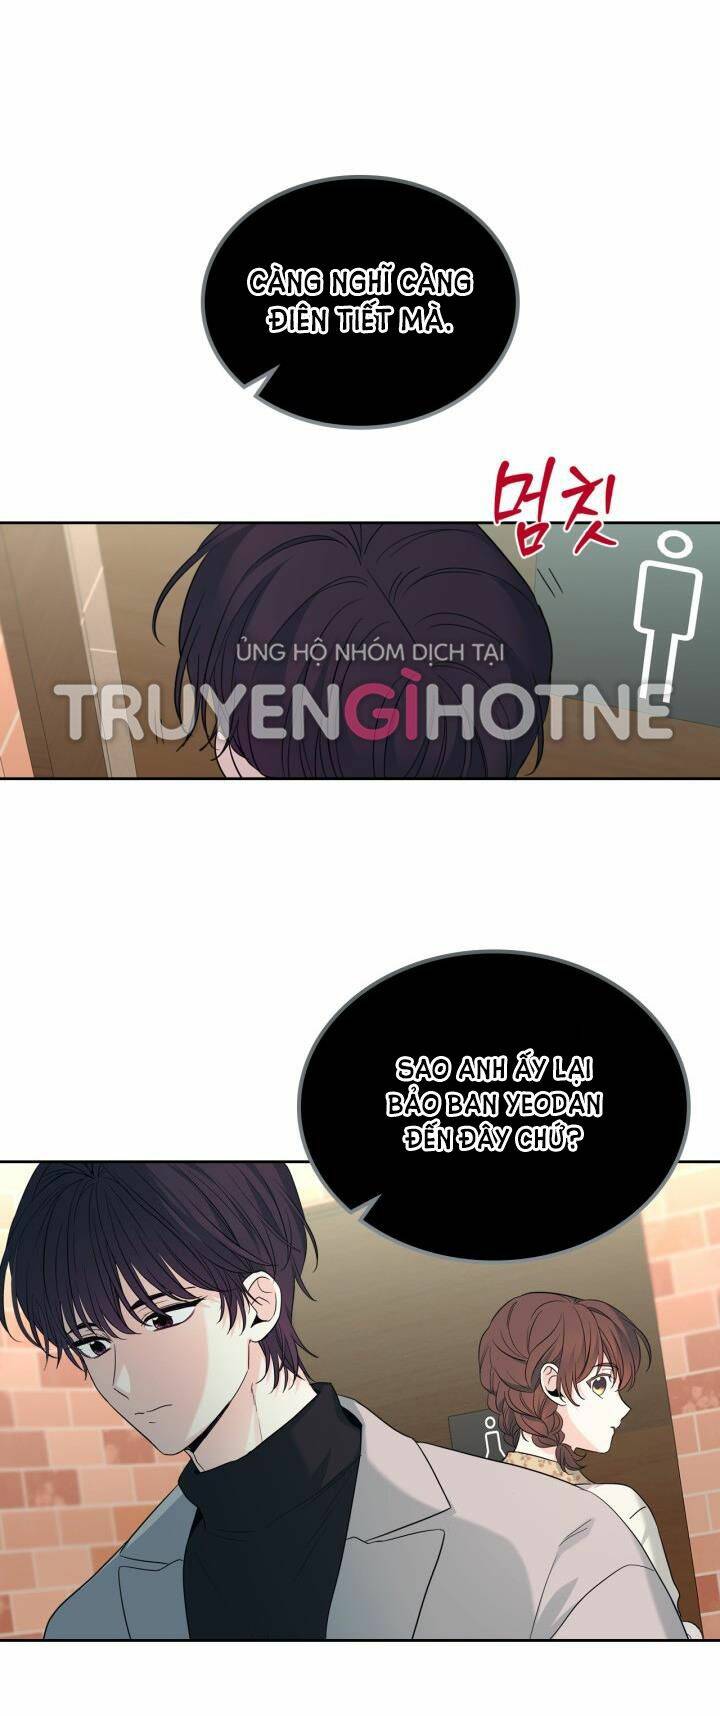 CÀNG NGHĨ CÀNG
ĐIÊN TIẾT MÀ.
멈칫
ỦNG HỘ NHÓM DỊCH TẠI
TRUYENGÌHOTNE
SAO ANH ẤY LẠI
BẢO BAN YEODAN
ĐẾN ĐÂY CHỨ?